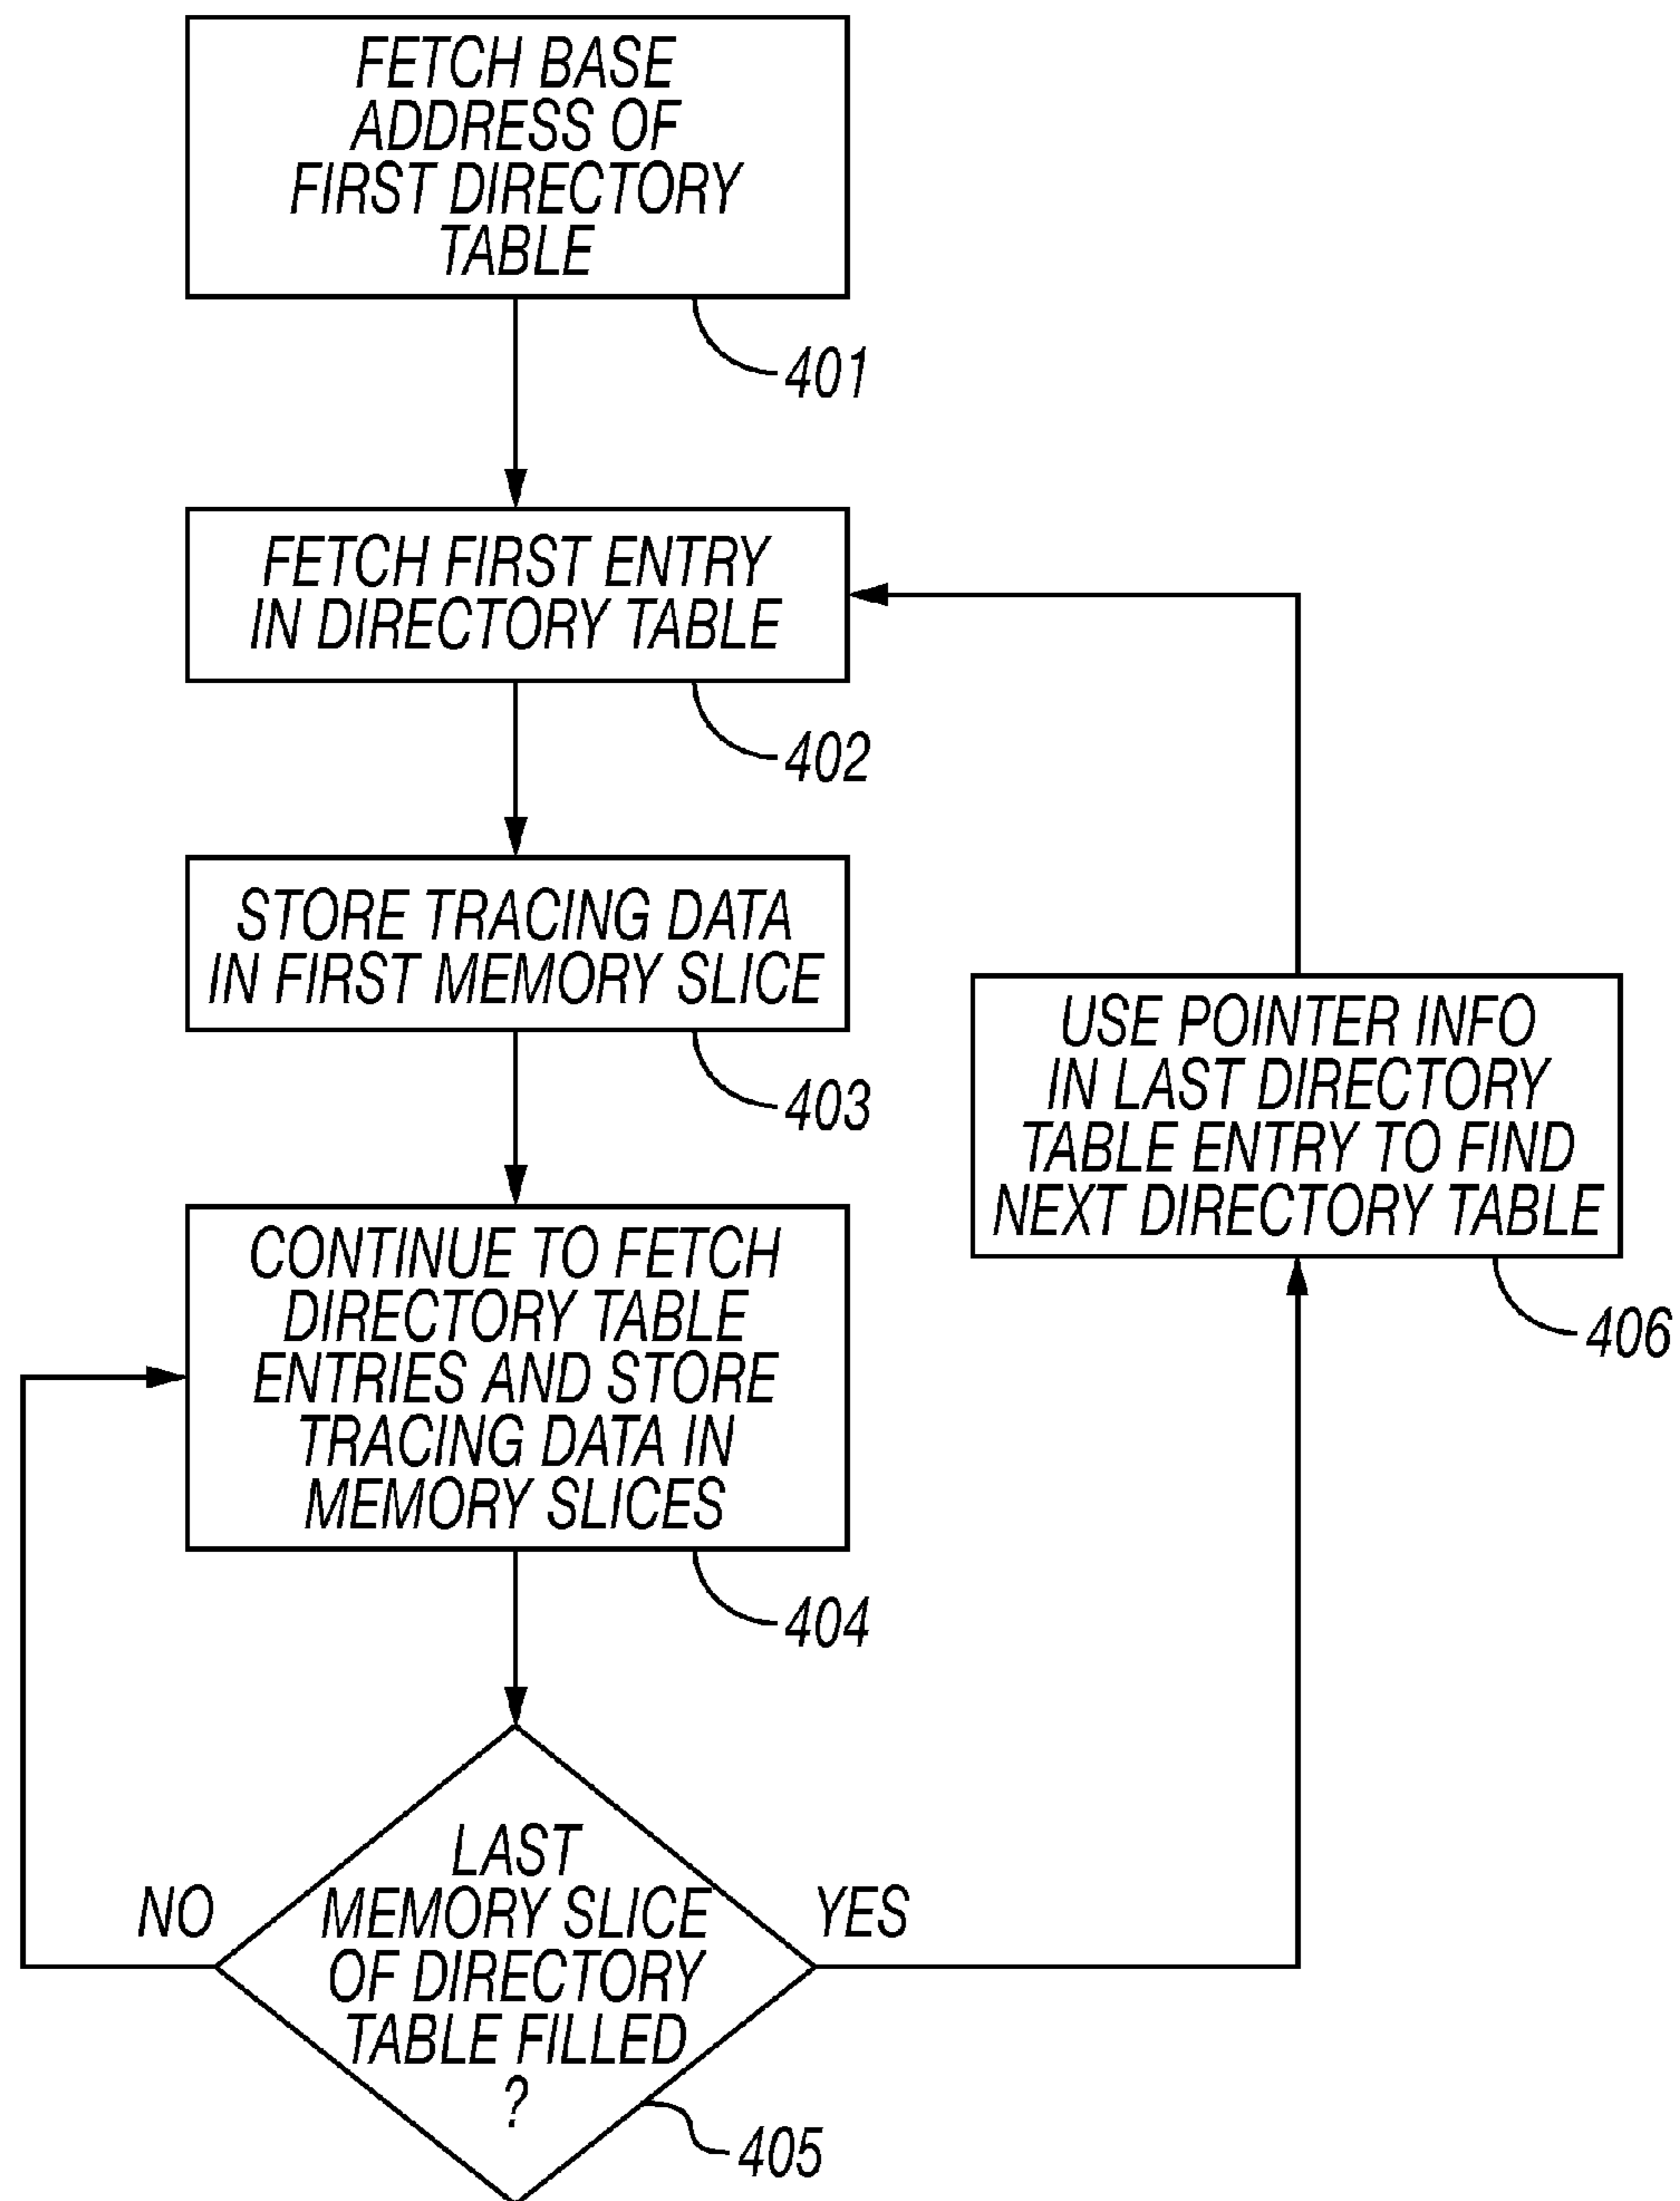 FETCH BASE
ADDRESS OF
FIRST DIRECTORY
TABLE
401
FETCH FIRST ENTRY
IN DIRECTORY TABLE
402
STORE TRACING DATA
IN FIRST MEMORY SLICE
403
CONTINUE TO FETCH
DIRECTORY TABLE
ENTRIES AND STORE
TRACING DATA IN
MEMORY SLICES
404
LAST
MEMORY SLICE
OF DIRECTORY
TABLE FILLED
?
405
NO
YES
USE POINTER INFO
IN LAST DIRECTORY
TABLE ENTRY TO FIND
NEXT DIRECTORY TABLE
406